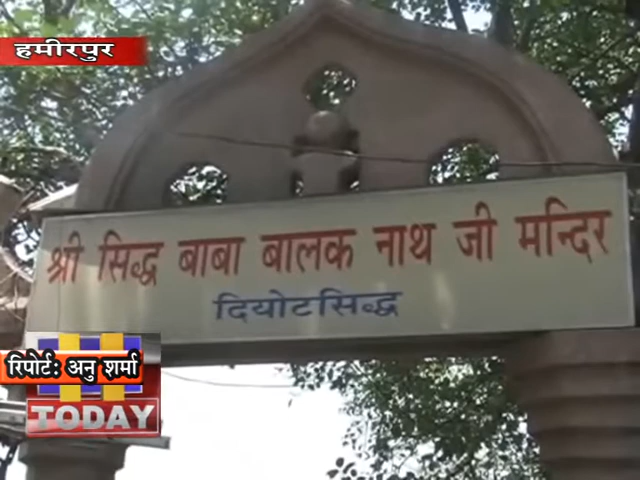 हमीरपुर
श्री सिद्ध बाबा बालक नाथ जी मन्दिर
दियोटसिद्ध
रिपोर्ट: अनु शर्मा
TODAY